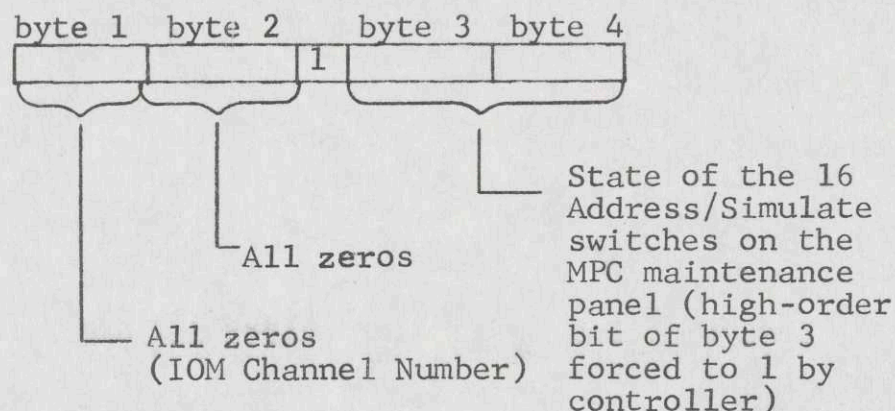 byte 1 byte 2 byte 3 byte 4
1
State of the 16
Address/Simulate
switches on the
MPC maintenance
panel (high-order
bit of byte 3
forced to 1 by
controller)
All zeros
All zeros
(IOM Channel Number)